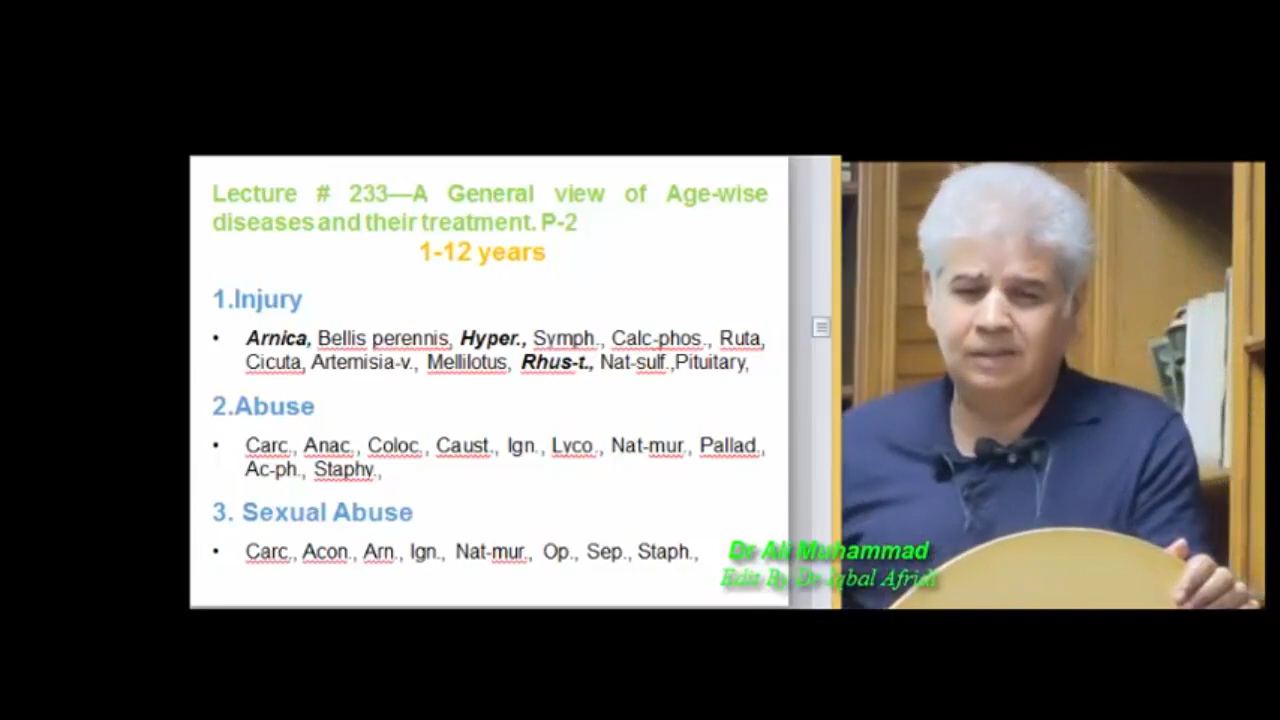 Lecture # 233—A General view of Age-wise
diseases and their treatment. P-2
1-12 years
1.Injury
• Arnica, Bellis perennis, Hyper., Symph., Calc-phos., Ruta,
Cicuta, Artemisia-v., Mellilotus, Rhus-t., Nat-sulf.,Pituitary,
2.Abuse
• Carc., Anac., Coloc., Caust., Ign., Lyco., Nat-mur., Pallad.,
Ac-ph., Staphy.,
3. Sexual Abuse
• Carc., Acon., Arn., Ign., Nat-mur., Op., Sep., Staph.,
Dr Ali Muhammad
Edit By Dr Iqbal Afridi